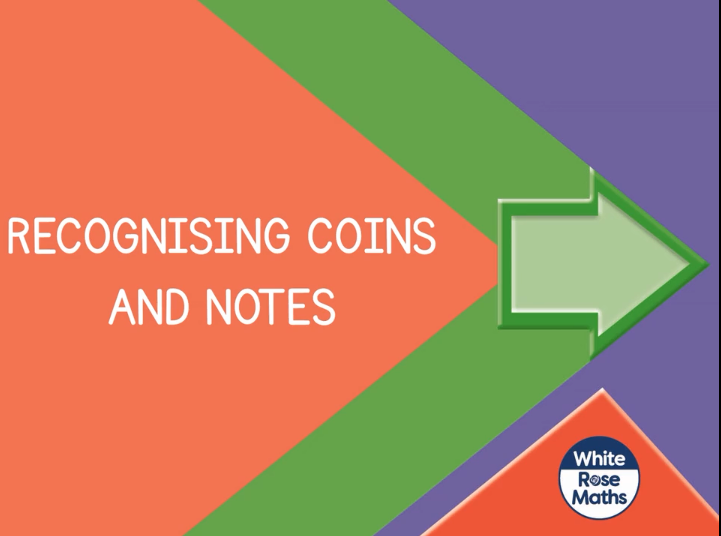 RECOGNISING COINS
AND NOTES
White
Rose
Maths